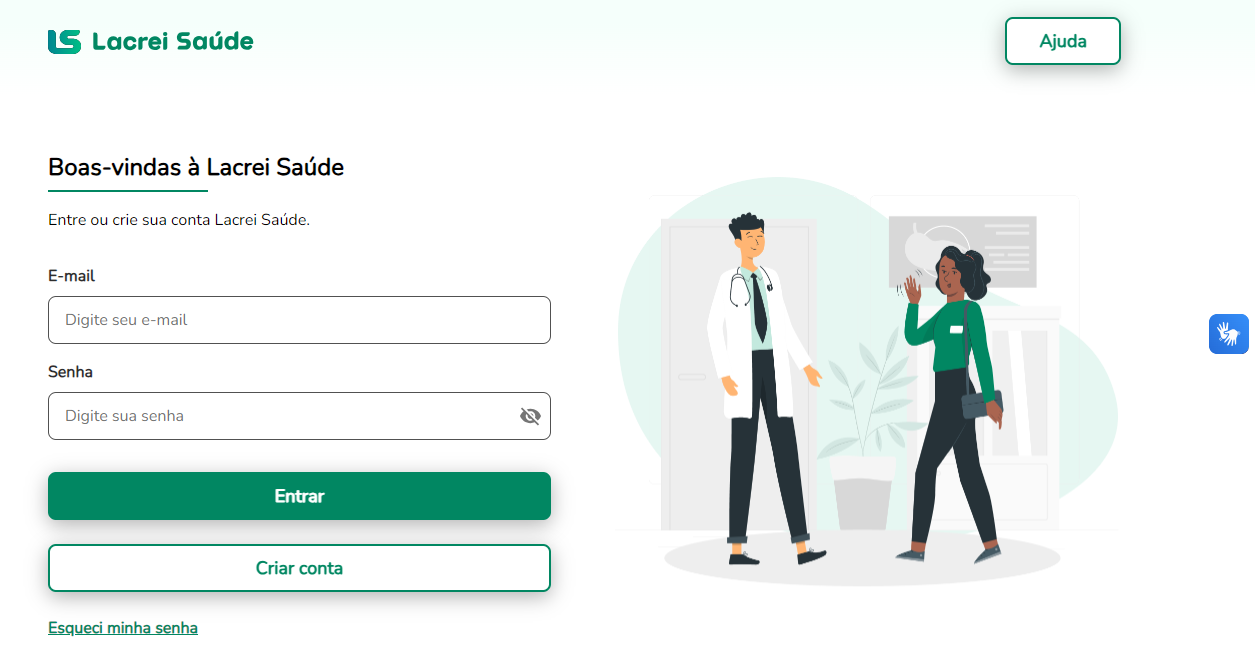 Lacrei Saúde
Ajuda
Boas-vindas à Lacrei Saúde
Entre ou crie sua conta Lacrei Saúde.
E-mail
Digite seu e-mail
Senha
Digite sua senha
Entrar
Criar conta
Esqueci minha senha